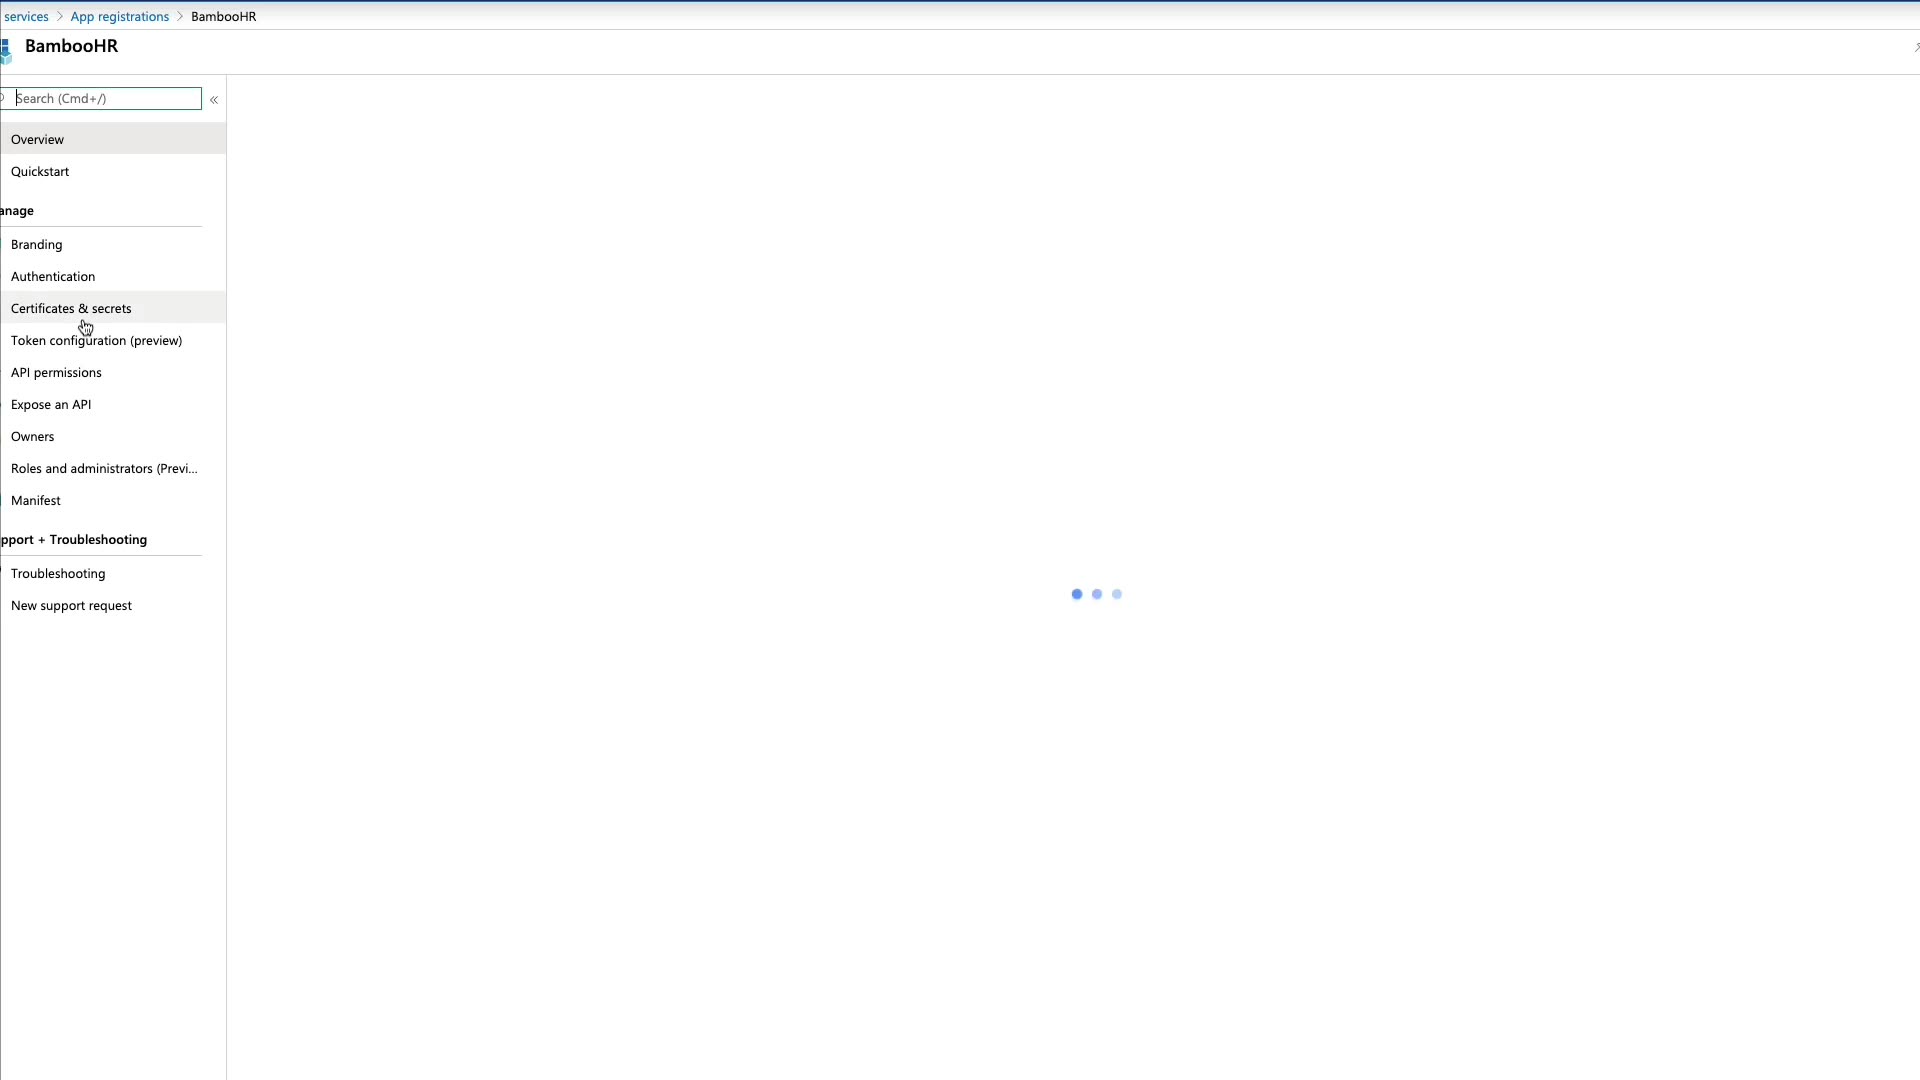 services > App registrations > BambooHR
BambooHR
Search (Cmd+/)
«
Overview
Quickstart
anage
Branding
Authentication
Certificates & secrets
Token configuration (preview)
API permissions
Expose an API
Owners
Roles and administrators (Previ...
Manifest
pport + Troubleshooting
Troubleshooting
New support request